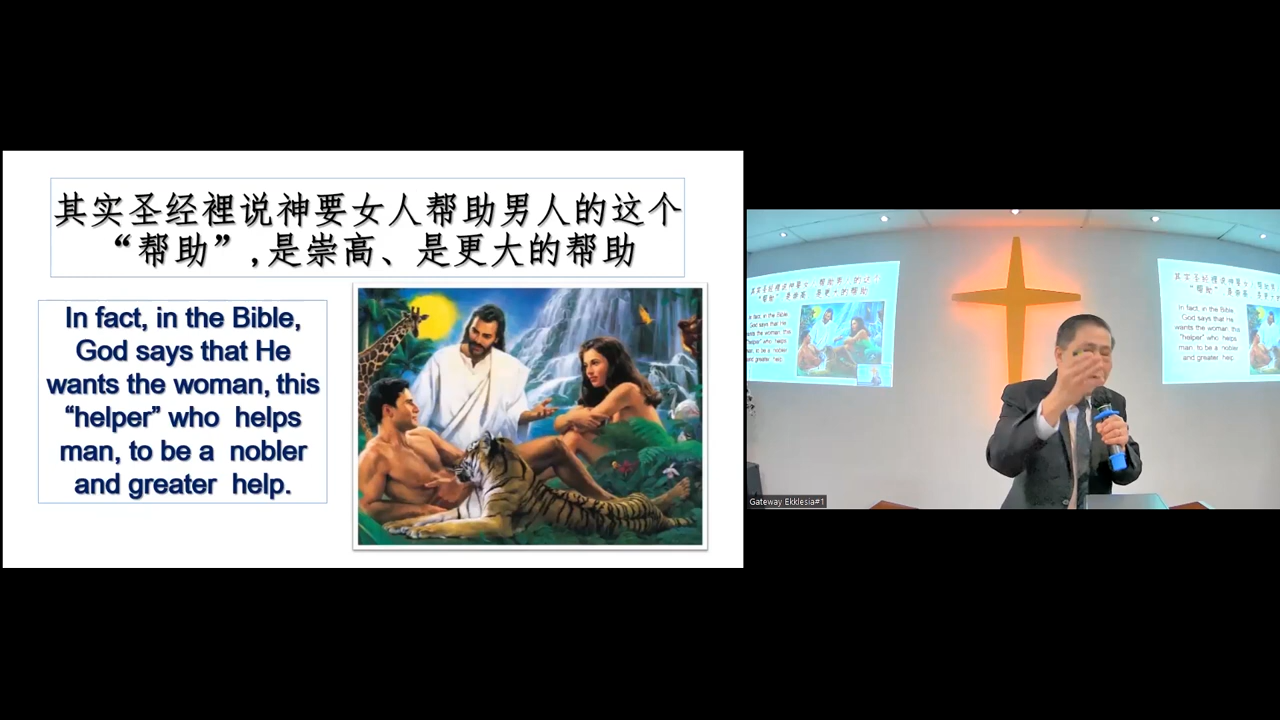 其实圣经裡说神要女人帮助男人的这个
“帮助”,是崇高、是更大的帮助
In fact, in the Bible,
God says that He
wants the woman, this
“helper” who helps
man, to be a nobler
and greater help.
Gateway Ekklesia#1